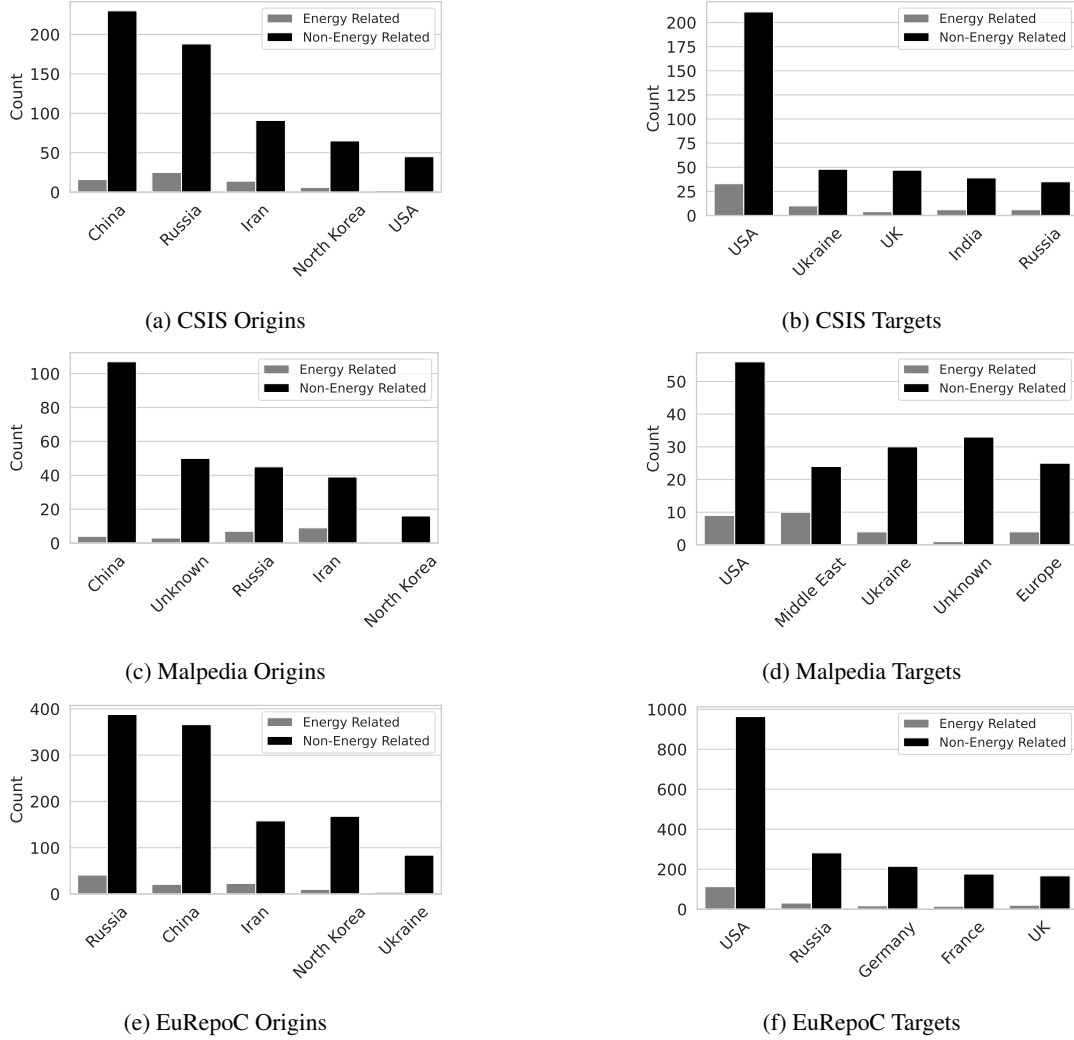 Energy Related
Non-Energy Related
Count
200
150
100
50
0
China
Russia
Iran
North Korea
USA
(a) CSIS Origins
Energy Related
Non-Energy Related
Count
200
175
150
125
100
75
50
25
0
USA
Ukraine
UK
India
Russia
(b) CSIS Targets
Energy Related
Non-Energy Related
Count
100
80
60
40
20
0
China
Unknown
Russia
Iran
North Korea
(c) Malpedia Origins
Energy Related
Non-Energy Related
Count
50
40
30
20
10
0
USA
Middle East
Ukraine
Unknown
Europe
(d) Malpedia Targets
Energy Related
Non-Energy Related
Count
400
300
200
100
0
Russia
China
Iran
North Korea
Ukraine
(e) EuRepoC Origins
Energy Related
Non-Energy Related
Count
1000
800
600
400
200
0
USA
Russia
Germany
France
UK
(f) EuRepoC Targets